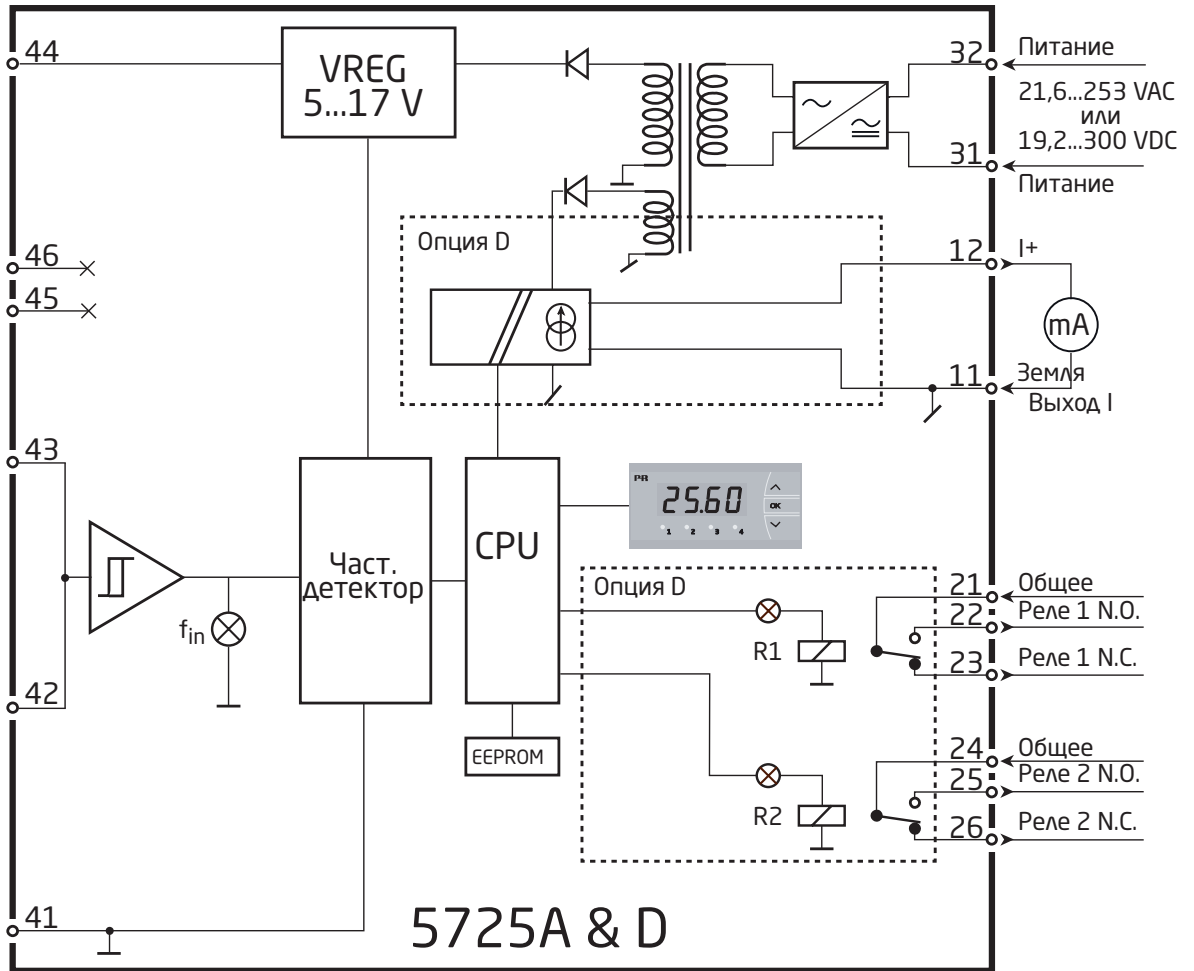 44
VREG
5...17 V
32
Питание
21,6...253 VAC
или
19,2...300 VDC
31
Питание
46
45
Опция D
12
I+
mA
11
Земля
Выход I
43
Част.
детектор
CPU
PR
25.60
OK
1 2 3 4
fin
42
EEPROM
Опция D
R1
R2
21
Общее
22
Реле 1 N.O.
23
Реле 1 N.C.
24
Общее
25
Реле 2 N.O.
26
Реле 2 N.C.
41
5725A & D